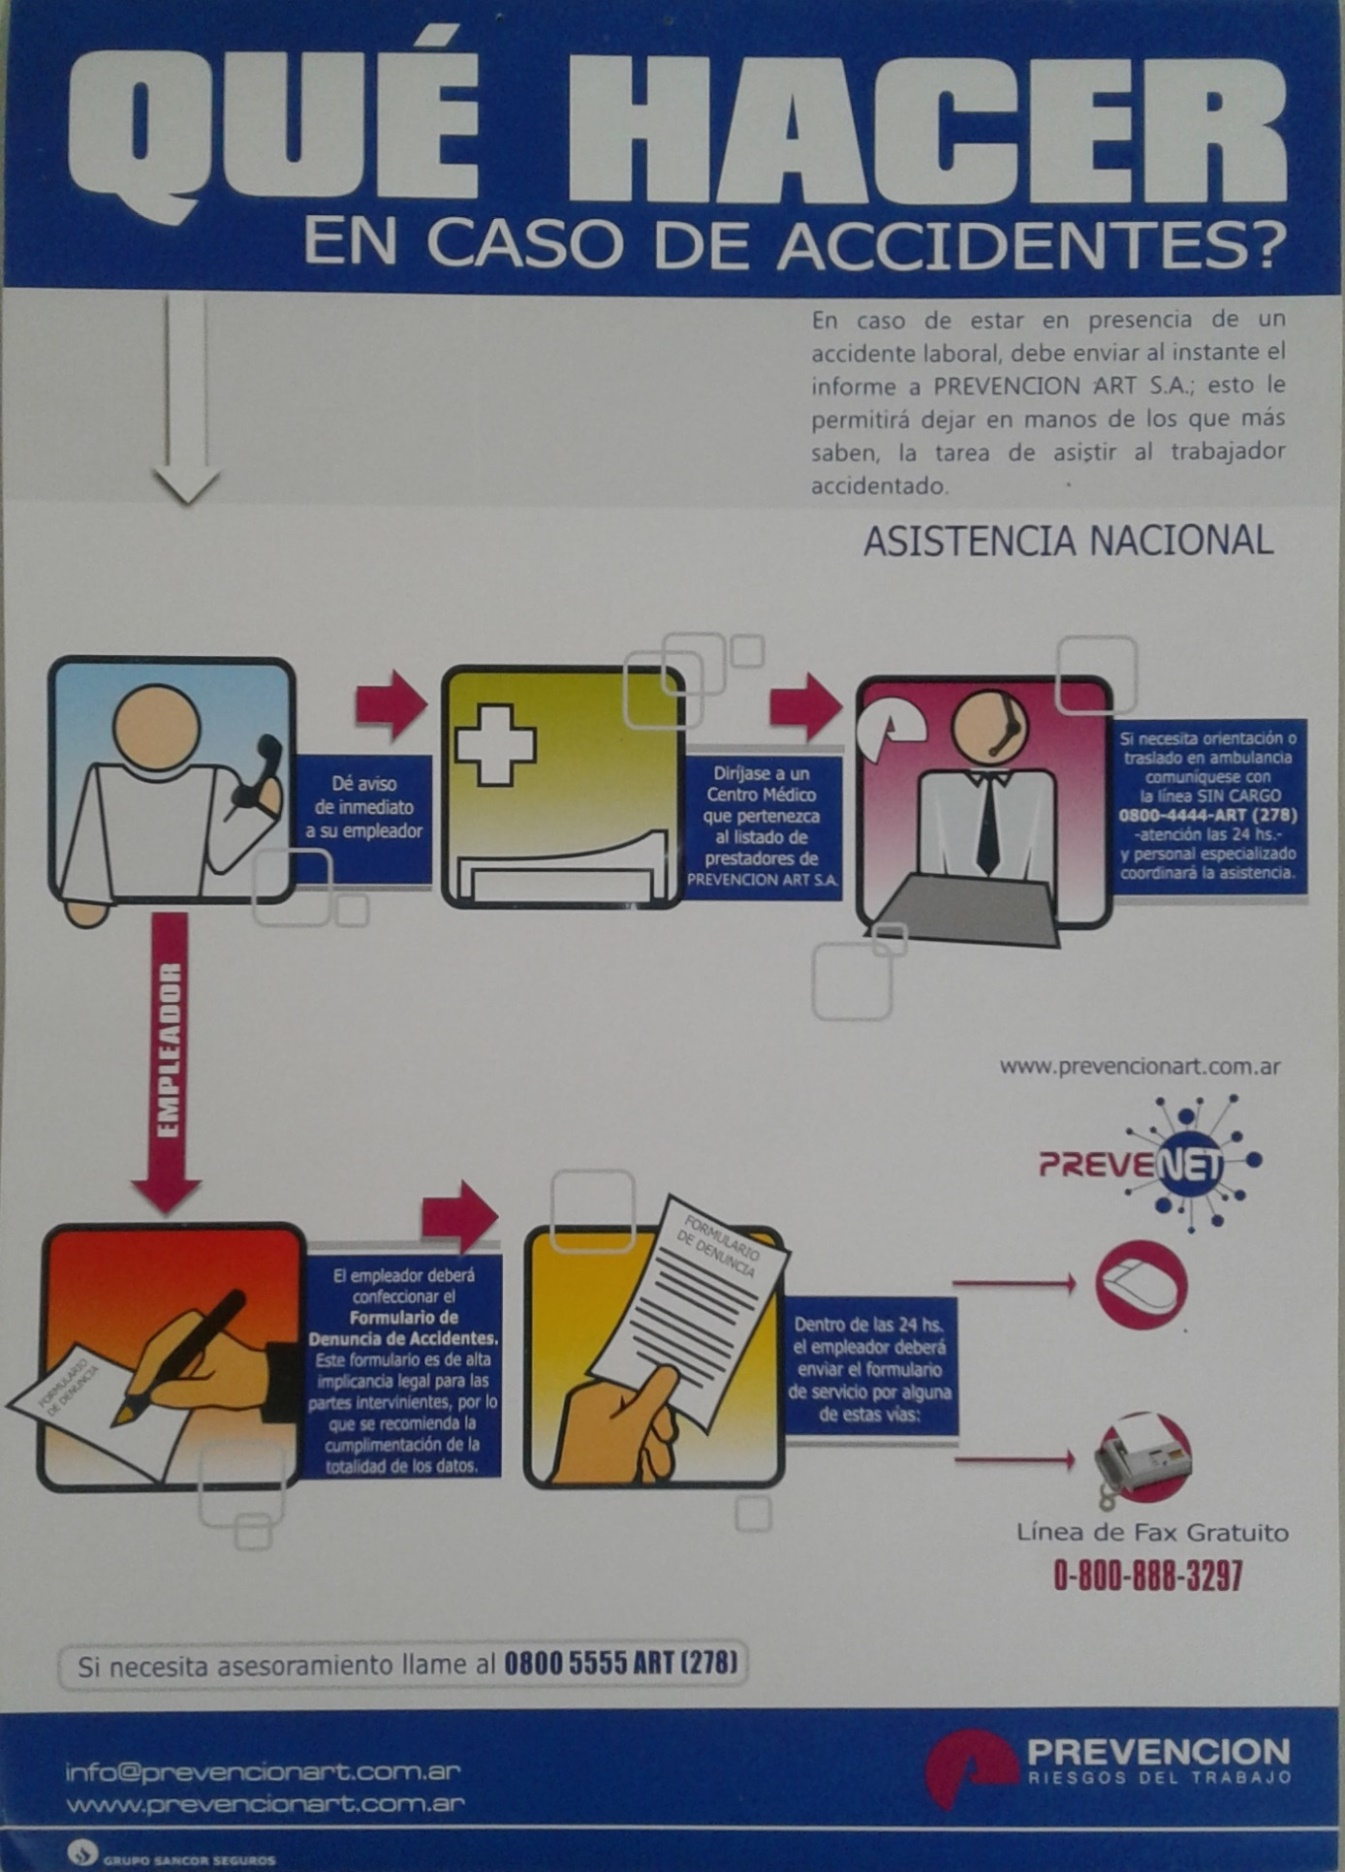 QUÉ HACER
EN CASO DE ACCIDENTES?
En caso de estar en presencia de un
accidente laboral, debe enviar al instante el
informe a PREVENCION ART S.A.; esto le
permitirá dejar en manos de los que más
saben, la tarea de asistir al trabajador
accidentado.
ASISTENCIA NACIONAL
Dé aviso
de inmediato
a su empleador
Diríjase a un
Centro Médico
que pertenezca
al listado de
prestadores de
PREVENCION ART S.A.
Si necesita orientación o
traslado en ambulancia
comuníquese con
la línea SIN CARGO
0800-4444-ART (278)
-atención las 24 hs.-
y personal especializado
coordinará la asistencia.
EMPLEADOR
www.prevencionart.com.ar
PREVENET
FORMULARIO
DE DENUNCIA
El empleador deberá
confeccionar el
Formulario de
Denuncia de Accidentes.
Este formulario es de alta
implicancia legal para las
partes intervinientes, por lo
que se recomienda la
cumplimentación de la
totalidad de los datos.
FORMULARIO
DE DENUNCIA
Dentro de las 24 hs.
el empleador deberá
enviar el formulario
de servicio por alguna
de estas vías:
Línea de Fax Gratuito
0-800-888-3297
Si necesita asesoramiento llame al 0800 5555 ART (278)
info@prevencionart.com.ar
www.prevencionart.com.ar
PREVENCION
RIESGOS DEL TRABAJO
GRUPO SANCOR SEGUROS